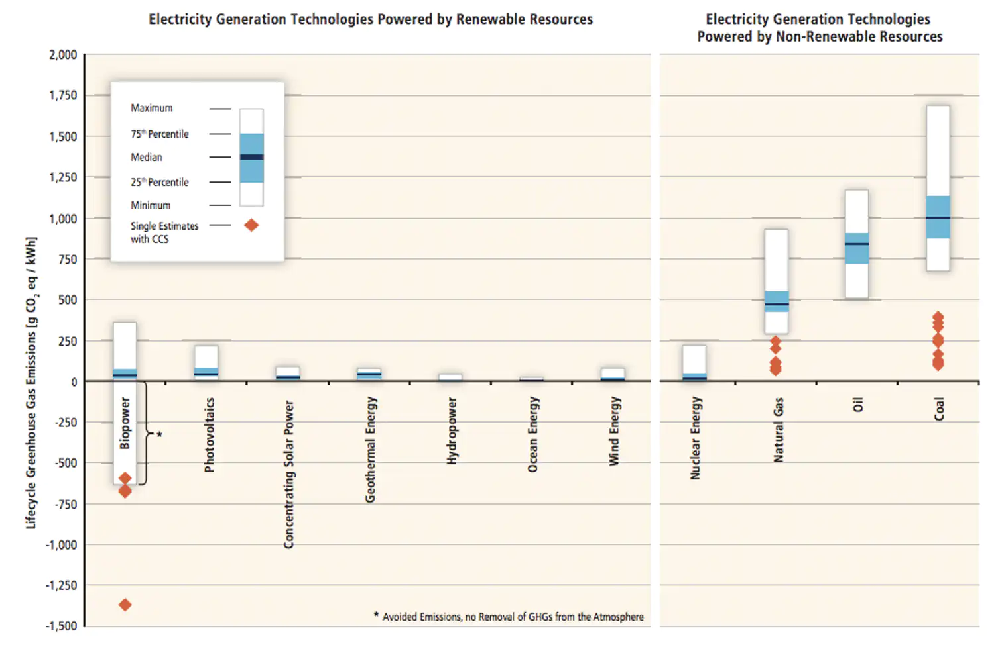 Electricity Generation Technologies Powered by Renewable Resources
Electricity Generation Technologies
Powered by Non-Renewable Resources
Lifecycle Greenhouse Gas Emissions [g CO2 eq / kWh]
2,000
1,750
1,500
1,250
1,000
750
500
250
0
-250
-500
-750
-1,000
-1,250
-1,500
Maximum
75th Percentile
Median
25th Percentile
Minimum
Single Estimates
with CCS
Biopower
*
Photovoltaics
Concentrating Solar Power
Geothermal Energy
Hydropower
Ocean Energy
Wind Energy
Nuclear Energy
Natural Gas
Oil
Coal
* Avoided Emissions, no Removal of GHGs from the Atmosphere